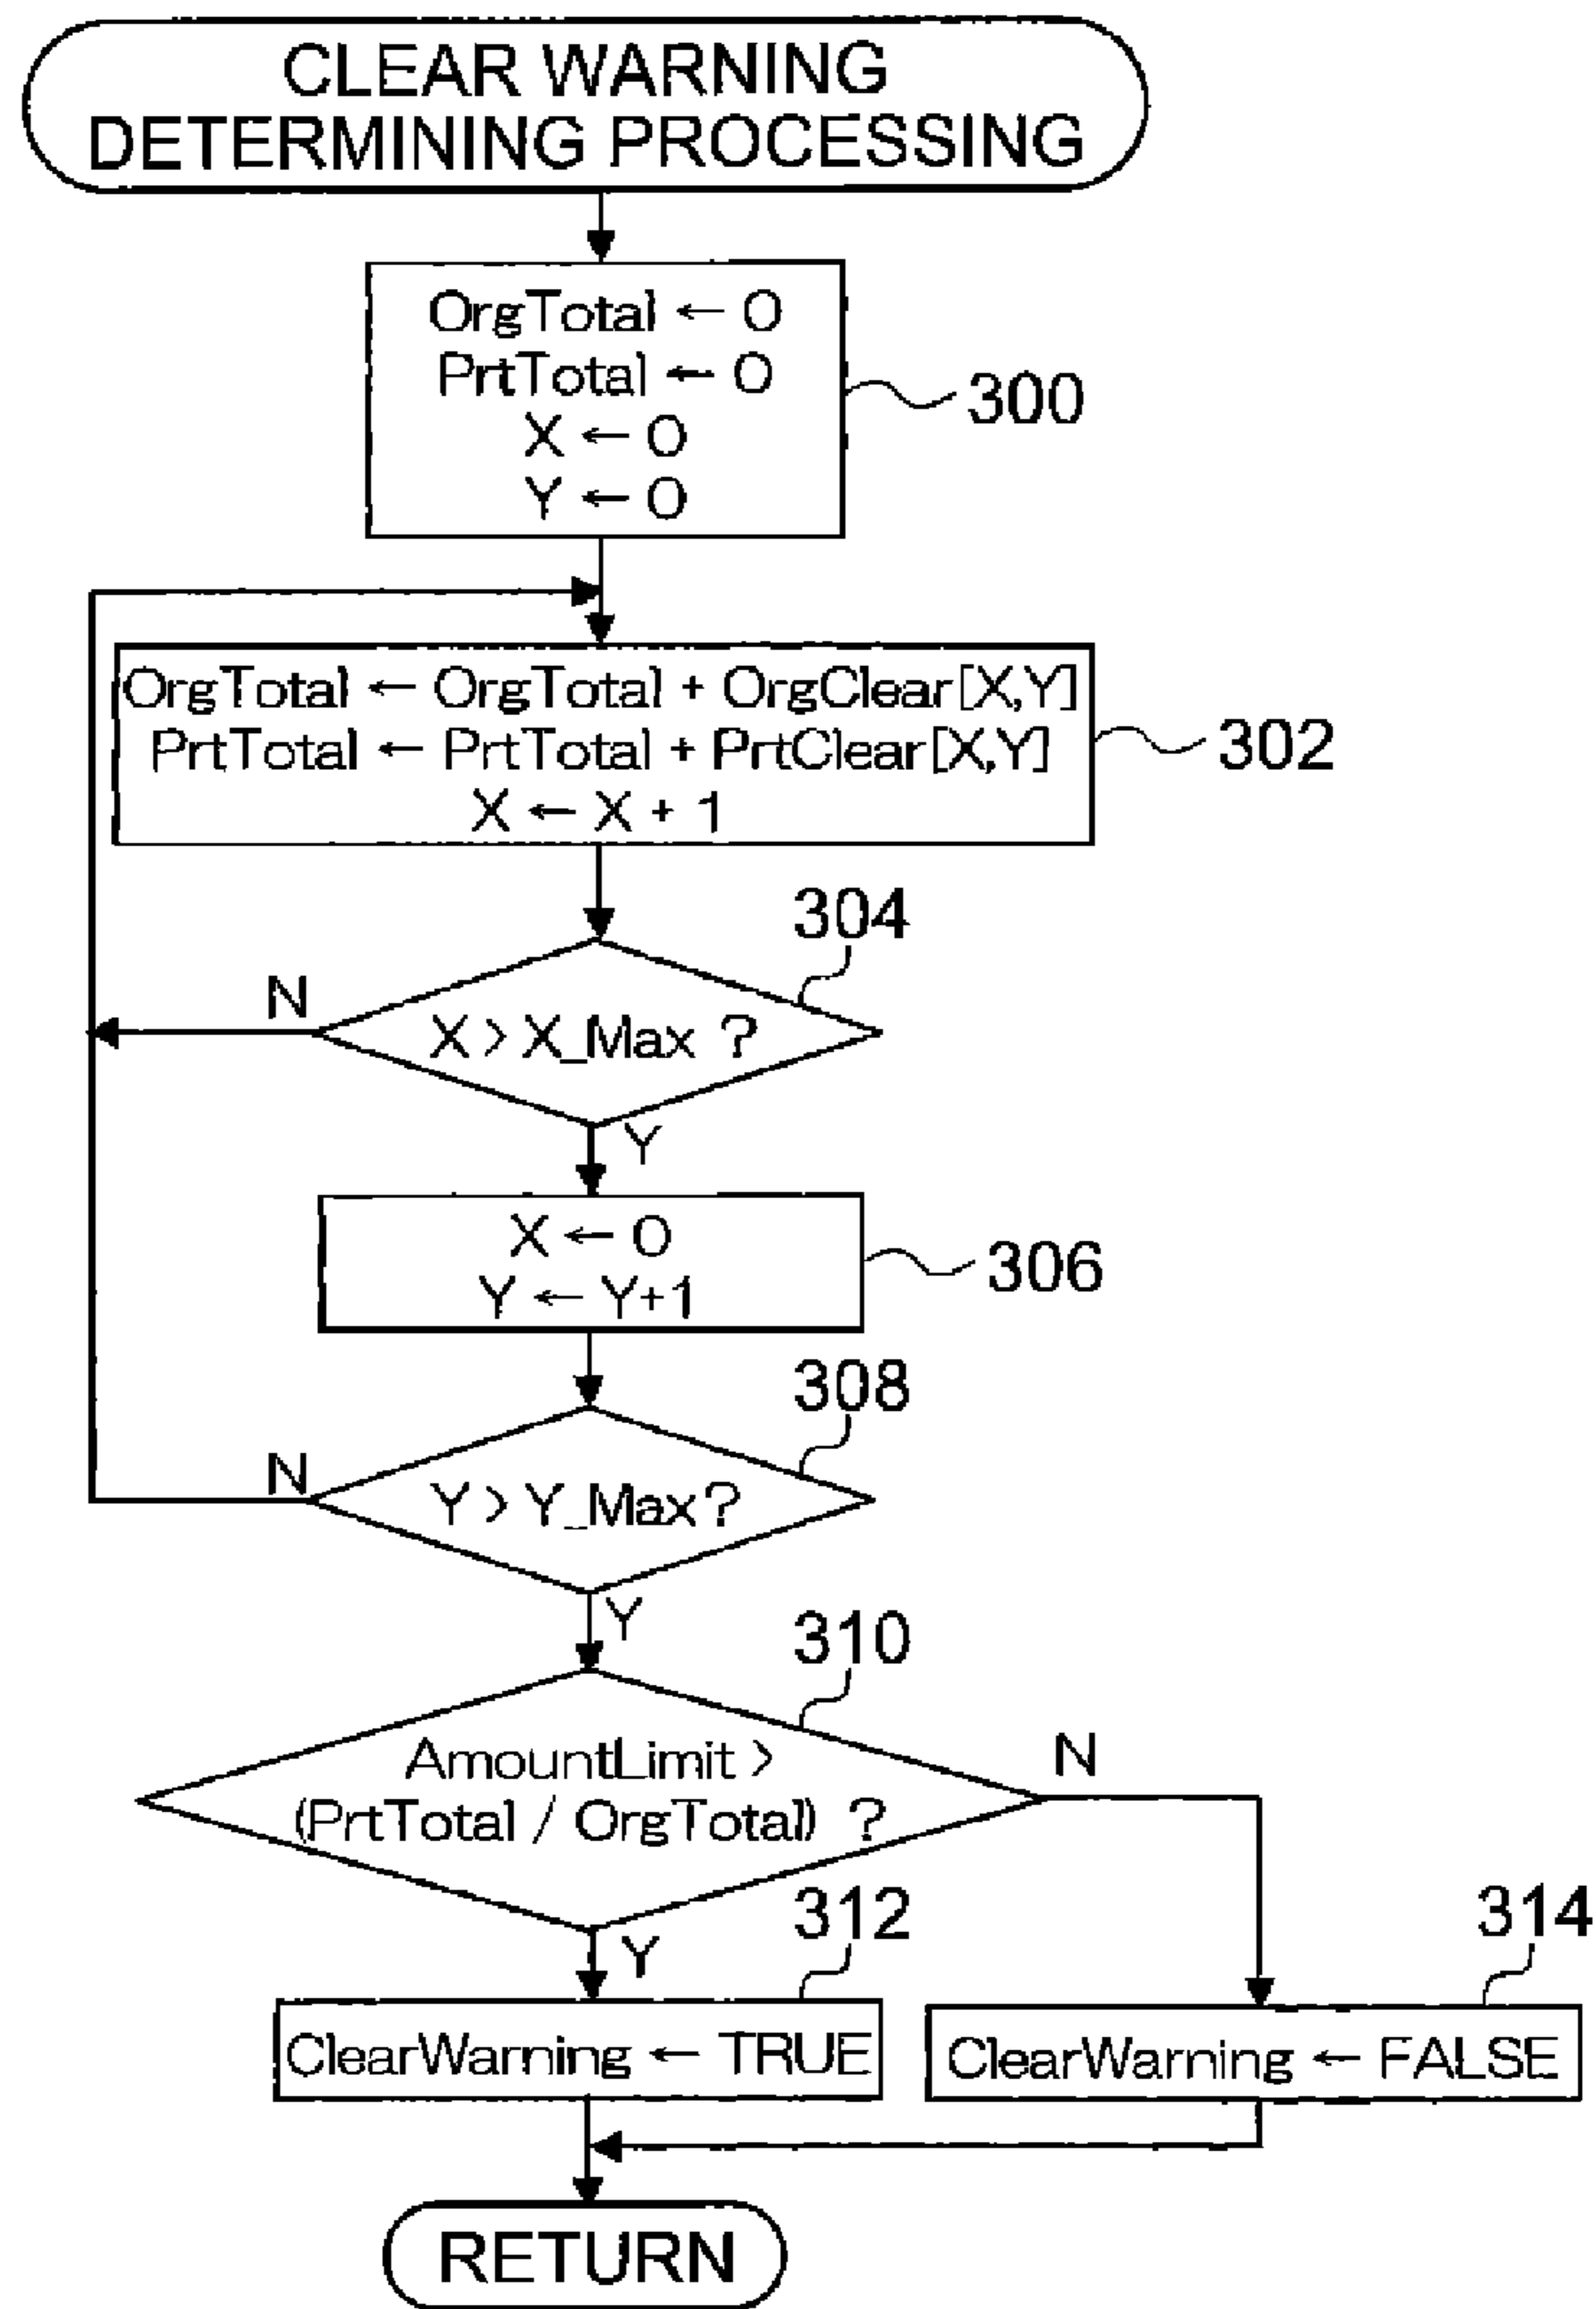 CLEAR WARNING
DETERMINING PROCESSING
OrgTotal ← 0
PrtTotal ← 0
X ← 0
Y ← 0
300
OrgTotal ← OrgTotal + OrgClear[X,Y]
PrtTotal ← PrtTotal + PrtClear[X,Y]
X ← X + 1
302
304
N
X > X_Max ?
Y
X ← 0
Y ← Y+1
306
308
N
Y > Y_Max?
Y
310
AmountLimit >
(PrtTotal / OrgTotal) ?
N
Y
312
314
ClearWarning ← TRUE
ClearWarning ← FALSE
RETURN